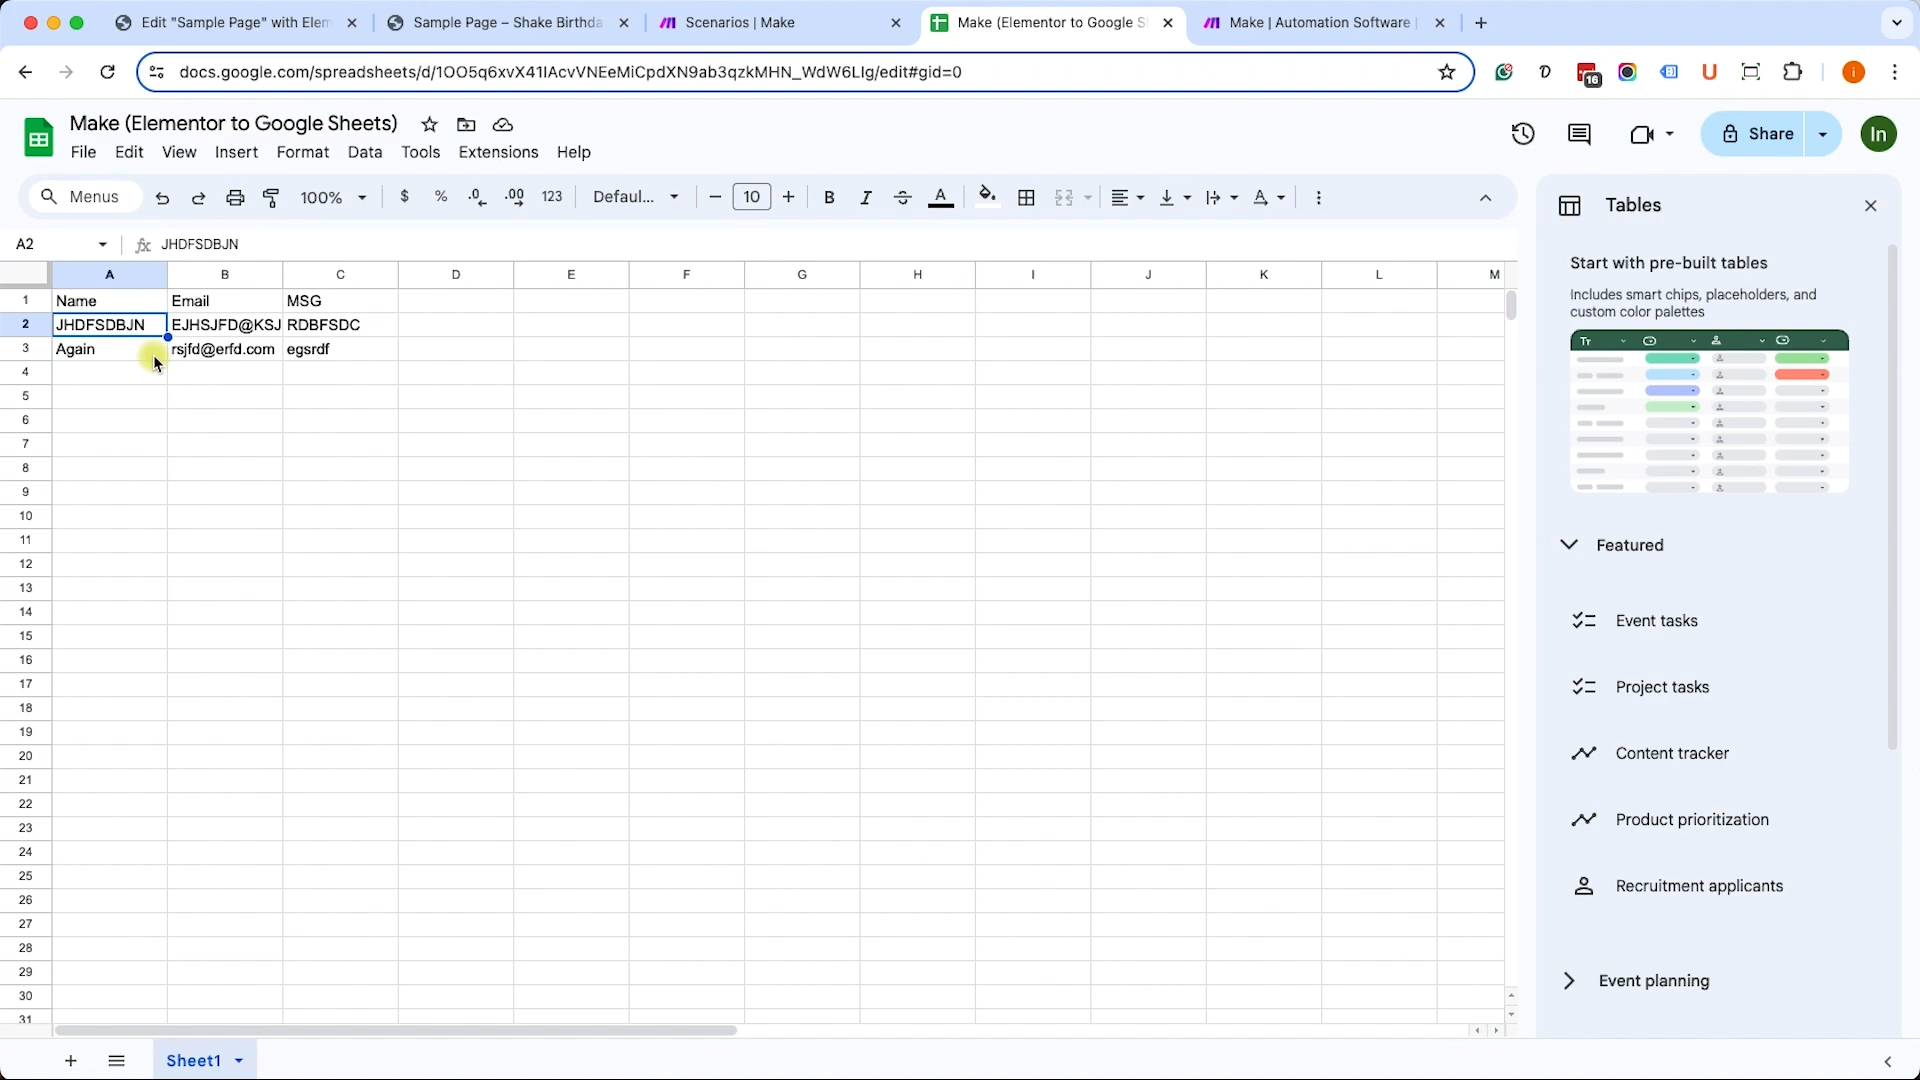 Edit "Sample Page" with Elem
Sample Page – Shake Birthda
Scenarios | Make
Make (Elementor to Google S
Make | Automation Software |
docs.google.com/spreadsheets/d/1OO5q6xvX41lAcvVNEeMiCpdXN9ab3qzkMHN_WdW6LIg/edit#gid=0
16
i
Make (Elementor to Google Sheets)
File Edit View Insert Format Data Tools Extensions Help
Share
In
Menus 100% $ % .0 .00 123 Defaul... 10 B I A
A2 fx JHDFSDBJN
A B C D E F G H I J K L M
1 Name Email MSG
2 JHDFSDBJN EJHSJFD@KSJ RDBFSDC
3 Again rsjfd@erfd.com egsrdf
4
5
6
7
8
9
10
11
12
13
14
15
16
17
18
19
20
21
22
23
24
25
26
27
28
29
30
31
Sheet1
Tables
Start with pre-built tables
Includes smart chips, placeholders, and
custom color palettes
Tr
Featured
Event tasks
Project tasks
Content tracker
Product prioritization
Recruitment applicants
Event planning